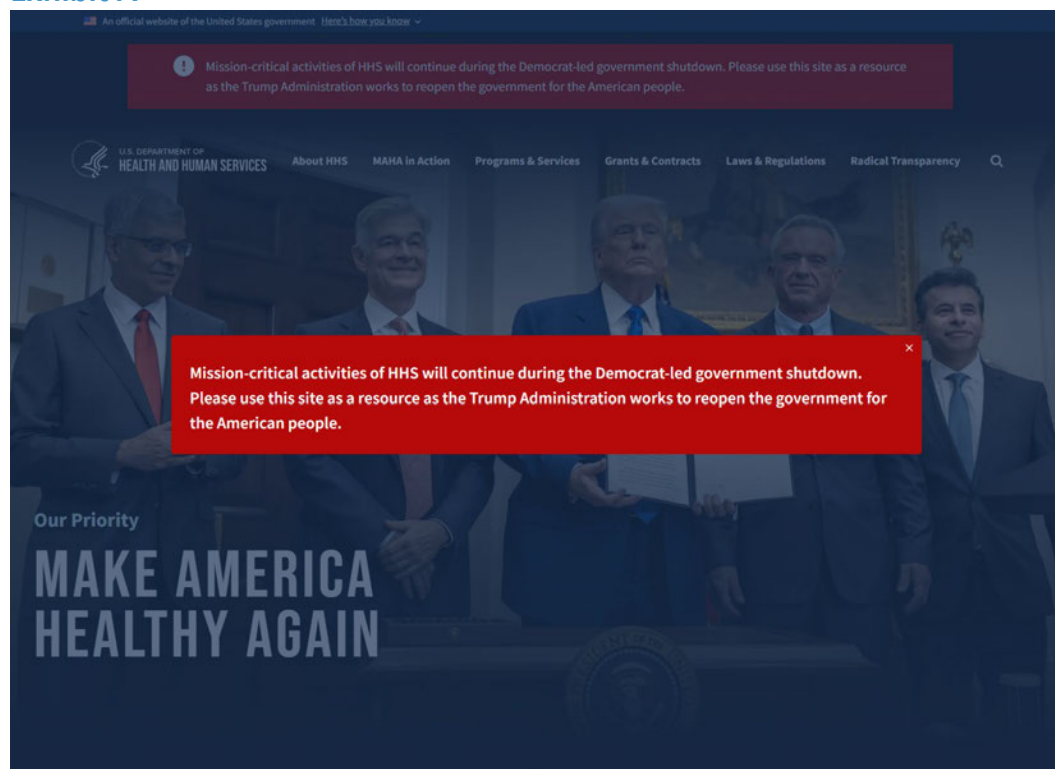 An official website of the United States government Here's how you know
Mission-critical activities of HHS will continue during the Democrat-led government shutdown. Please use this site as a resource
as the Trump Administration works to reopen the government for the American people.
U.S. DEPARTMENT OF
HEALTH AND HUMAN SERVICES
About HHS MAHA in Action Programs & Services Grants & Contracts Laws & Regulations Radical Transparency
×
Mission-critical activities of HHS will continue during the Democrat-led government shutdown.
Please use this site as a resource as the Trump Administration works to reopen the government for
the American people.
Our Priority
MAKE AMERICA
HEALTHY AGAIN